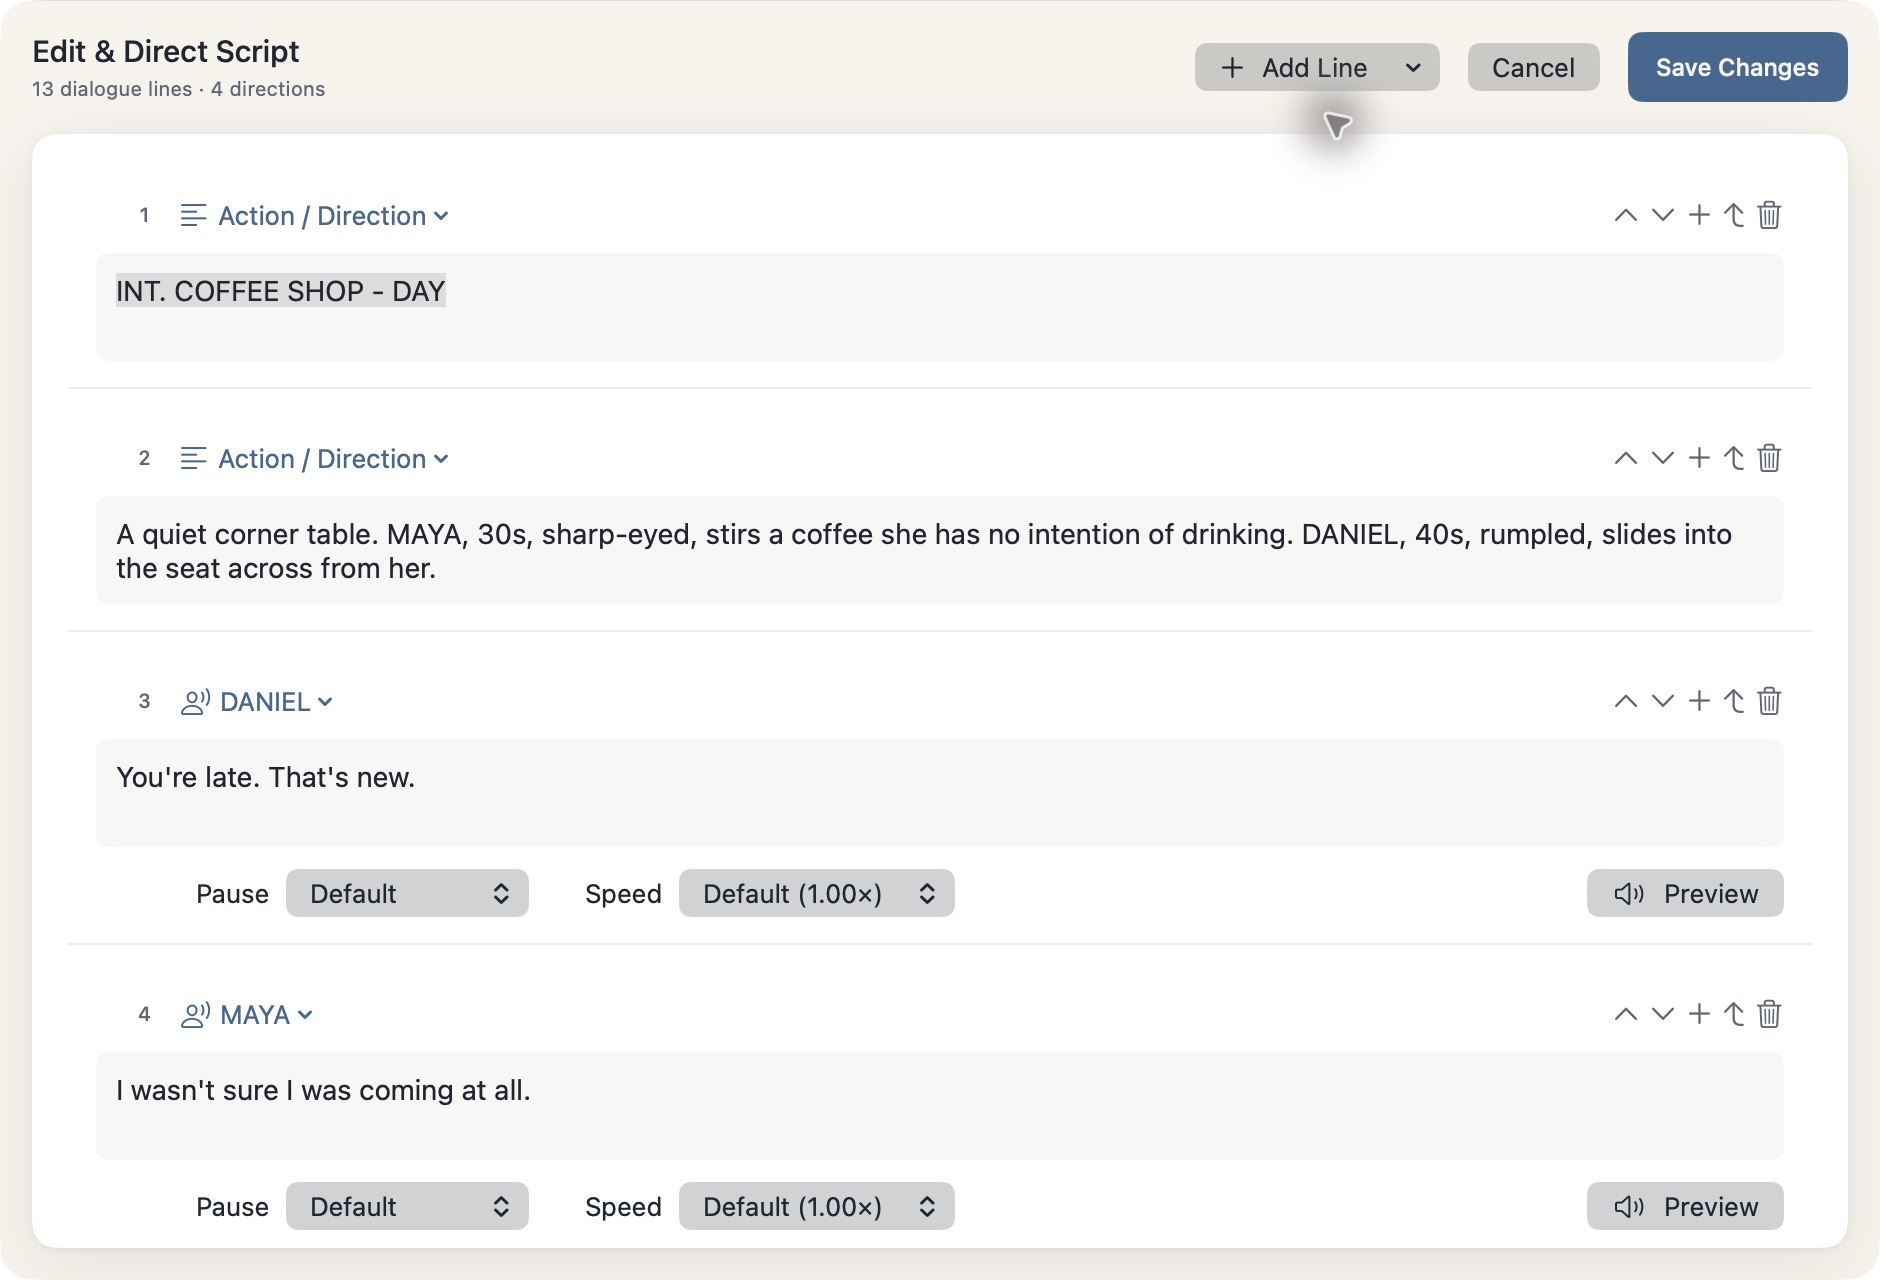 Edit & Direct Script
13 dialogue lines · 4 directions
Add Line
Cancel
Save Changes
1 Action / Direction
INT. COFFEE SHOP - DAY
2 Action / Direction
A quiet corner table. MAYA, 30s, sharp-eyed, stirs a coffee she has no intention of drinking. DANIEL, 40s, rumpled, slides into
the seat across from her.
3 DANIEL
You're late. That's new.
Pause Default Speed Default (1.00×) Preview
4 MAYA
I wasn't sure I was coming at all.
Pause Default Speed Default (1.00×) Preview